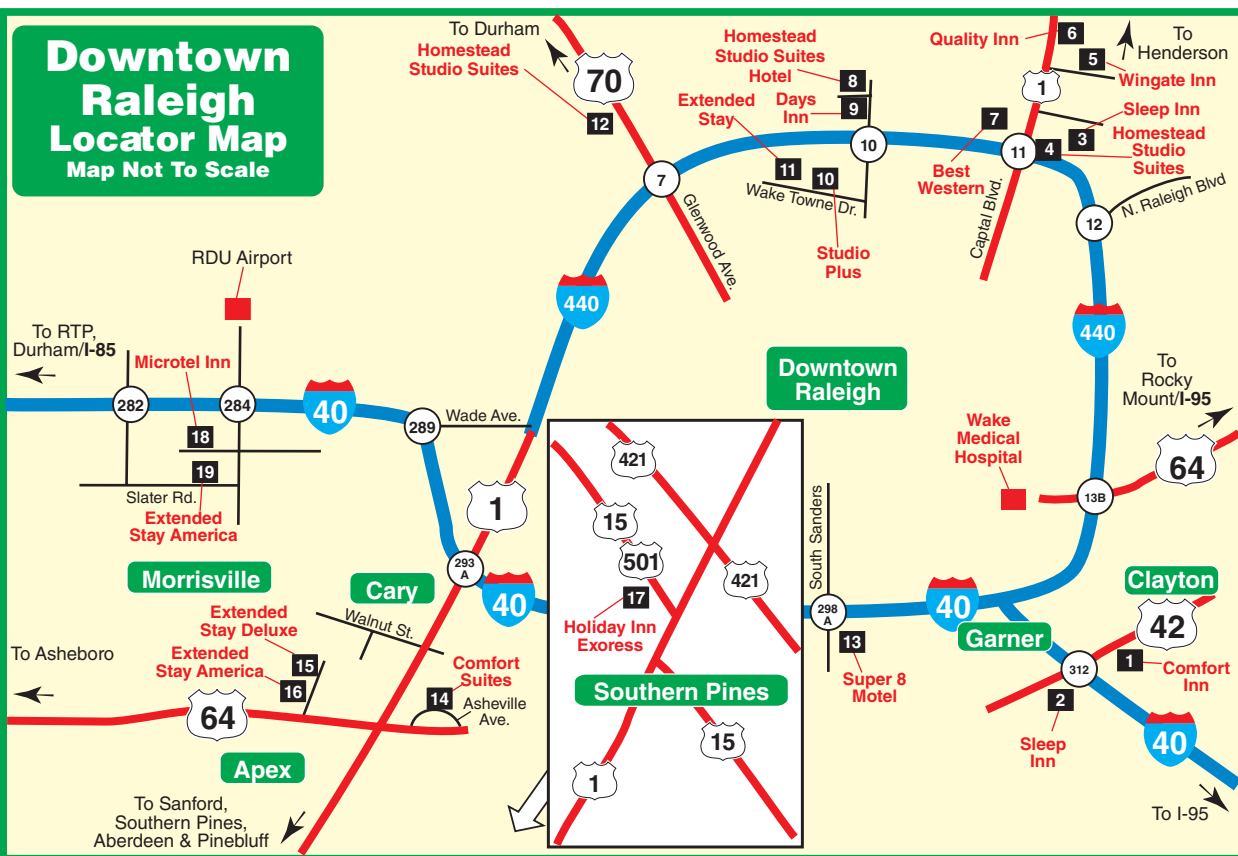 Downtown
Raleigh
Locator Map
Map Not To Scale
To Durham
Homestead
Studio Suites
12
70
7
Glenwood Ave.
Homestead
Studio Suites
Hotel
8
Days
Inn
9
10
Extended
Stay
11
10
Wake Towne Dr.
Studio
Plus
Quality Inn
6
To
Henderson
5
Wingate Inn
1
Sleep Inn
3
7
Best
Western
11
4
Homestead
Studio
Suites
Captal Blvd.
N. Raleigh Blvd
12
440
440
RDU Airport
To RTP,
Durham/I-85
Microtel Inn
282
284
40
289
Wade Ave.
18
19
Slater Rd.
Extended
Stay America
1
293
A
40
Morrisville
Cary
Walnut St.
Extended
Stay Deluxe
15
Extended
Stay America
16
To Asheboro
64
Comfort
Suites
14
Asheville
Ave.
Apex
To Sanford,
Southern Pines,
Aberdeen & Pinebluff
Downtown
Raleigh
421
15
501
421
17
Holiday Inn
Exoress
Southern Pines
15
1
South Sanders
298
A
13
Super 8
Motel
40
Wake
Medical
Hospital
To
Rocky
Mount/I-95
64
13B
Clayton
42
Garner
312
1
Comfort
Inn
2
Sleep
Inn
40
To I-95